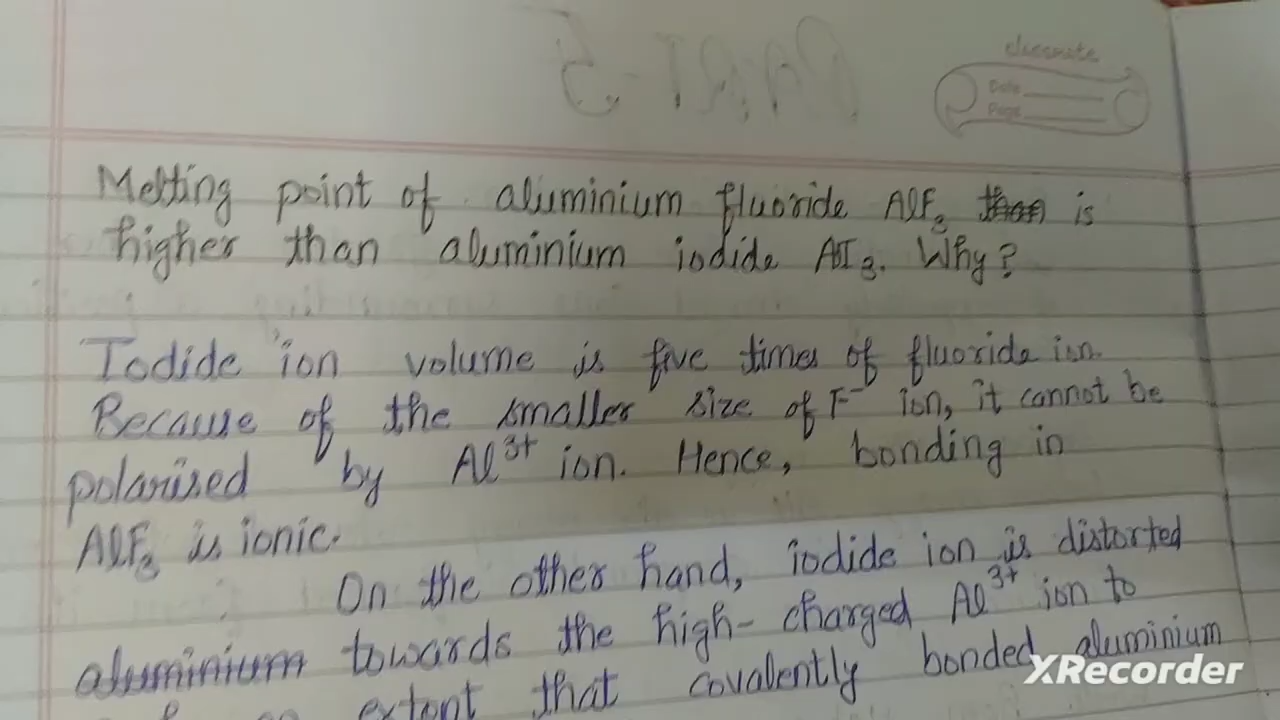 PART-5
classmate
Date
Page
Melting point of aluminium fluoride AlF3 is
higher than aluminium iodide AlI3. Why?
Iodide ion volume is five times of fluoride ion.
Because of the smaller size of F- ion, it cannot be
polarised by Al3+ ion. Hence, bonding in
AlF3 is ionic.
On the other hand, iodide ion is distorted
aluminium towards the high-charged Al3+ ion to
extent that covalently bonded aluminium
XRecorder